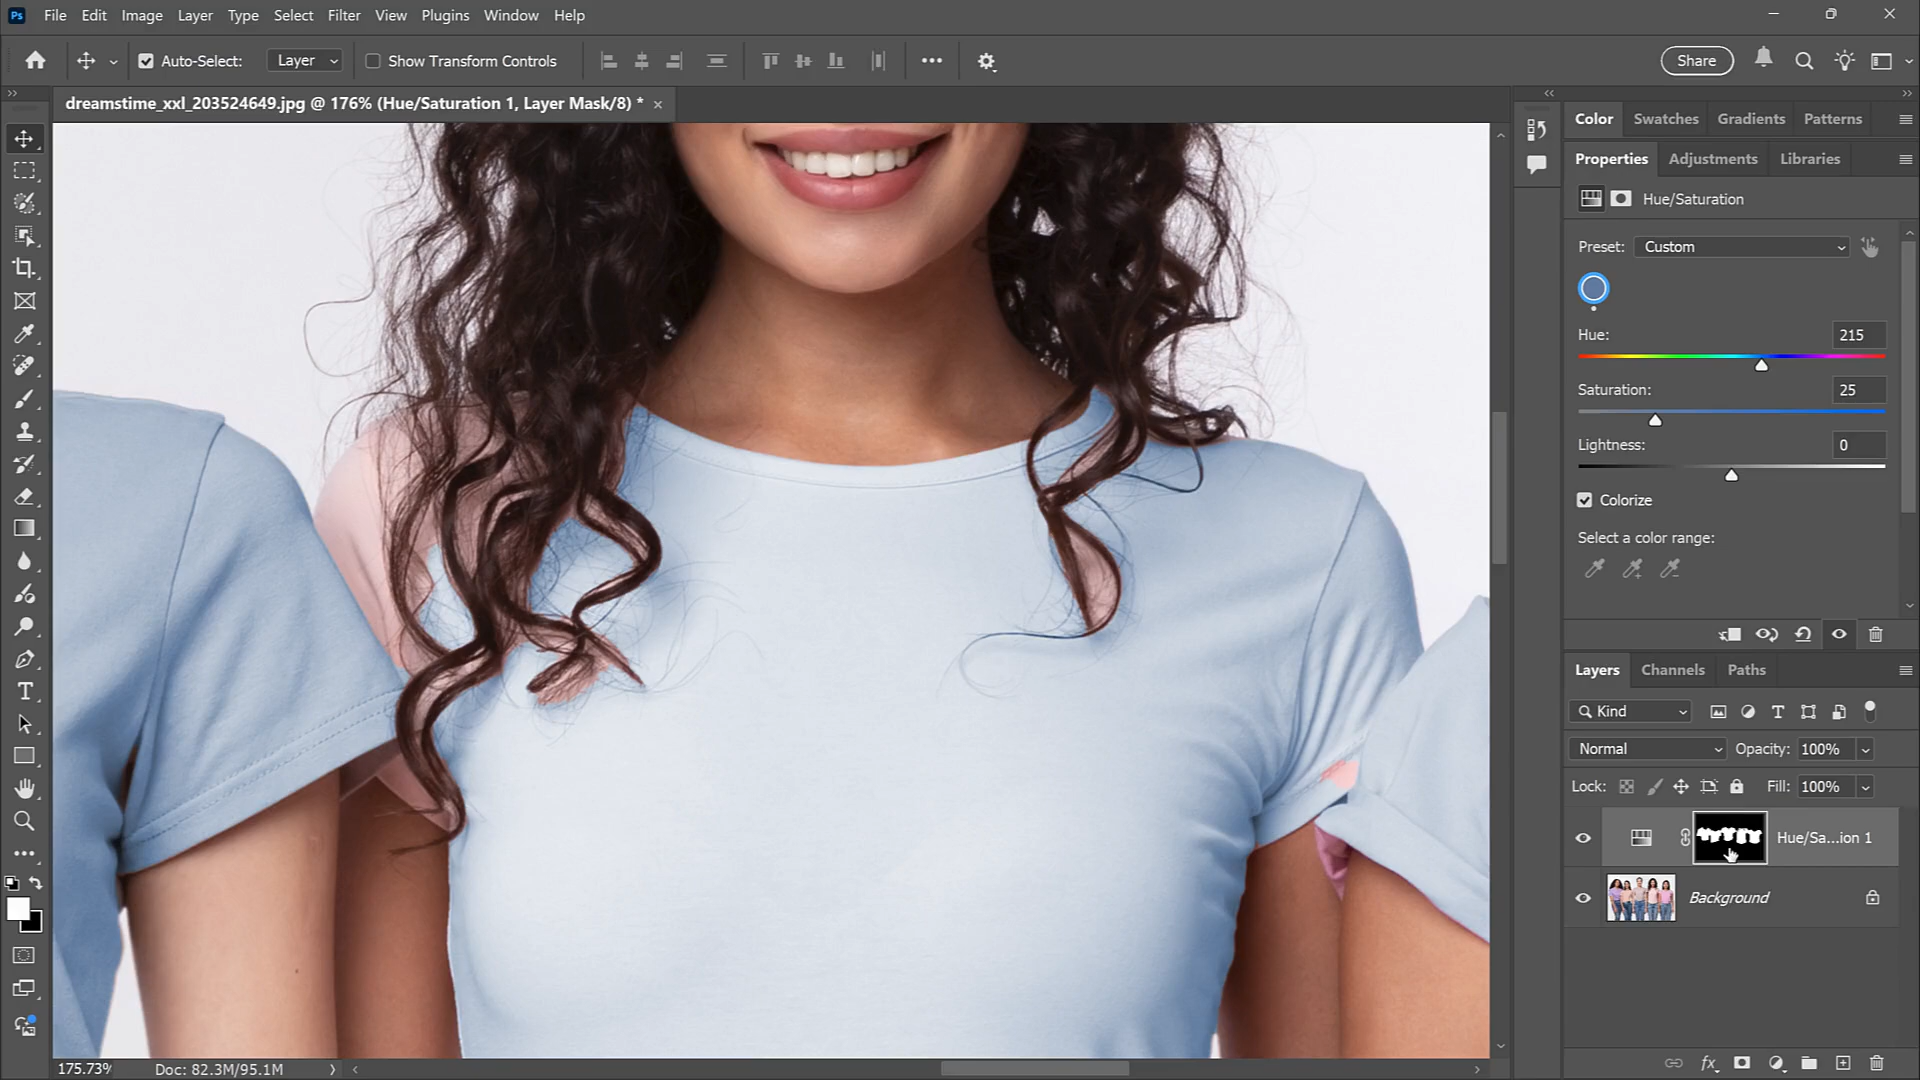 Ps File Edit Image Layer Type Select Filter View Plugins Window Help
Auto-Select: Layer Show Transform Controls Share
dreamstime_xxl_203524649.jpg @ 176% (Hue/Saturation 1, Layer Mask/8) *
Color Swatches Gradients Patterns
Properties Adjustments Libraries
Hue/Saturation
Preset: Custom
Hue: 215
Saturation: 25
Lightness: 0
Colorize
Select a color range:
Layers Channels Paths
Kind
Normal Opacity: 100%
Lock: Fill: 100%
Hue/Sa...ion 1
Background
fx
175.73% Doc: 82.3M/95.1M